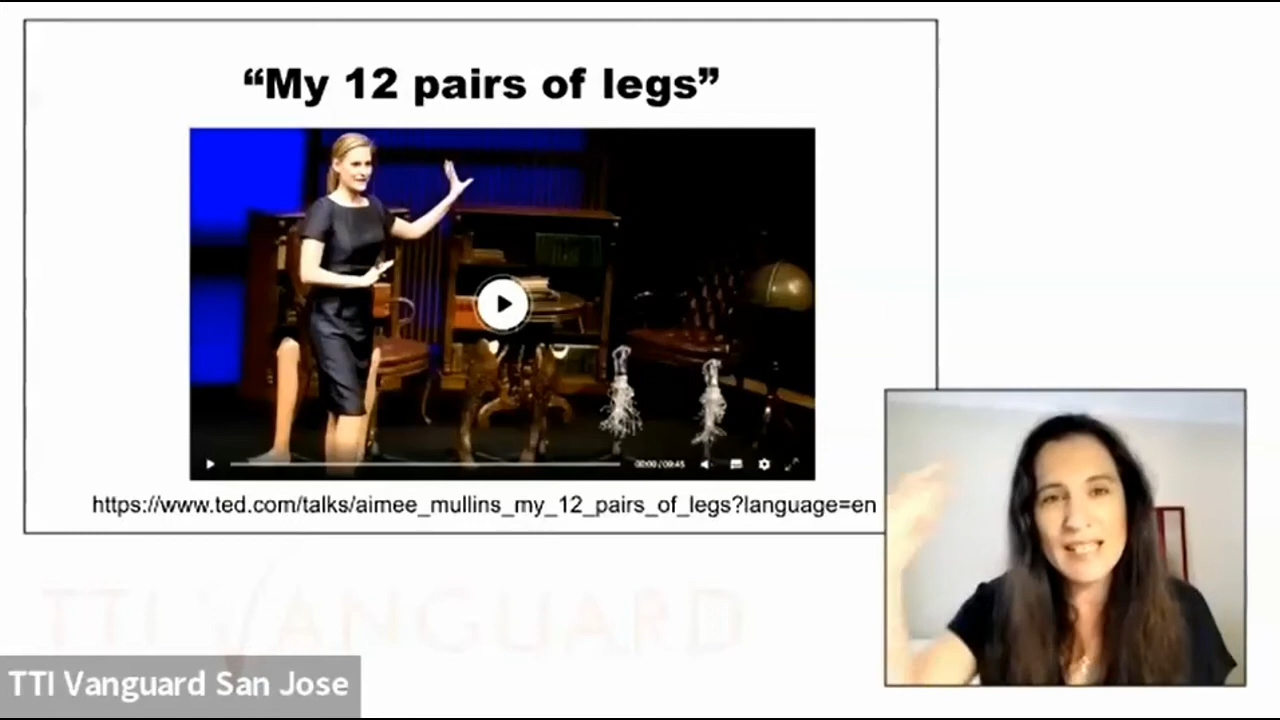 “My 12 pairs of legs”
00:00 / 09:45
https://www.ted.com/talks/aimee_mullins_my_12_pairs_of_legs?language=en
TTI VANGUARD
TTI Vanguard San Jose